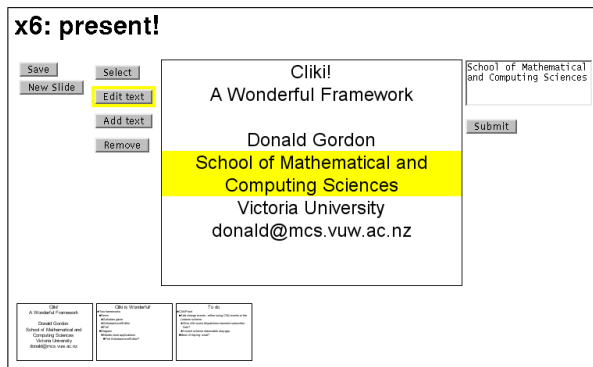 x6: present!
Save
New Slide
Select
Edit text
Add text
Remove
Cliki!
A Wonderful Framework
Donald Gordon
School of Mathematical and
Computing Sciences
Victoria University
donald@mcs.vuw.ac.nz
School of Mathematical
and Computing Sciences
Submit
Cliki!
A Wonderful Framework
Donald Gordon
School of Mathematical and
Computing Sciences
Victoria University
donald@mcs.vuw.ac.nz
Cliki is Wonderful!
To do